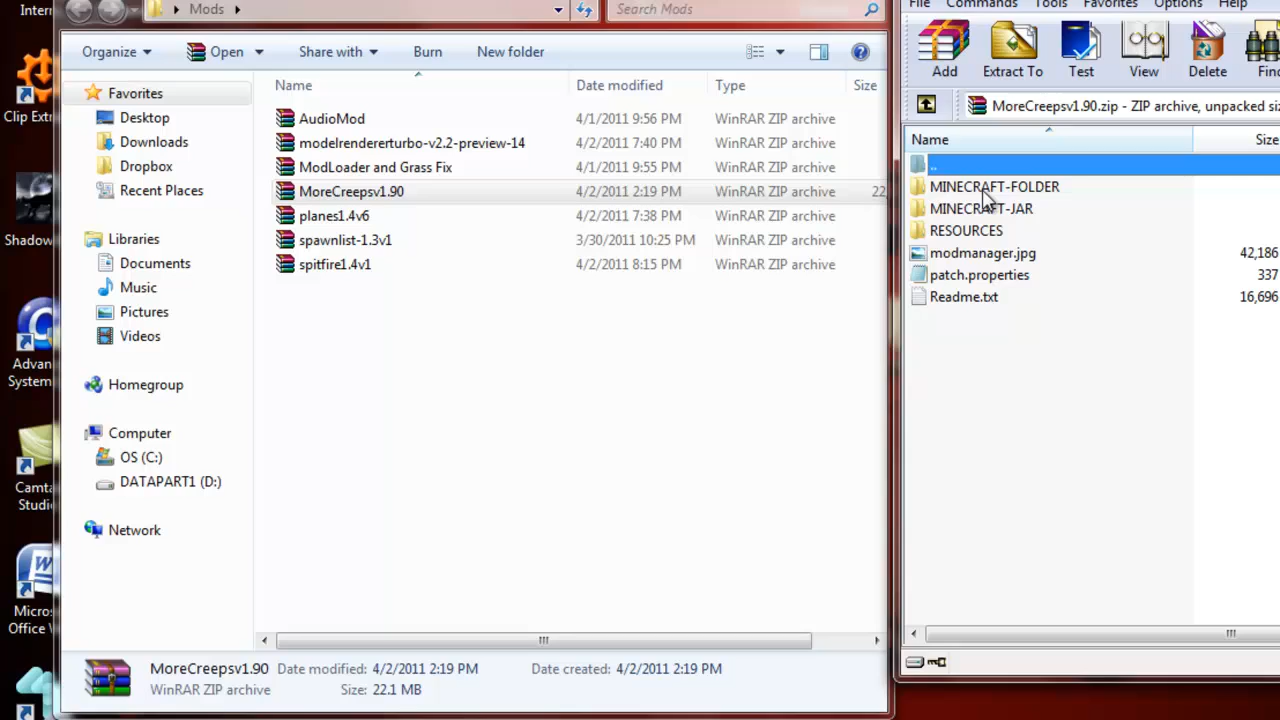 Intern
Clip Extr
Shadow
Advan
System
Camta
Studi
Micros
Office W
Mods
Search Mods
Organize
Open
Share with
Burn
New folder
Name
Date modified
Type
Size
Favorites
Desktop
Downloads
Dropbox
Recent Places
Libraries
Documents
Music
Pictures
Videos
Homegroup
Computer
OS (C:)
DATAPART1 (D:)
Network
AudioMod 4/1/2011 9:56 PM WinRAR ZIP archive
modelrendererturbo-v2.2-preview-14 4/2/2011 7:40 PM WinRAR ZIP archive
ModLoader and Grass Fix 4/1/2011 9:55 PM WinRAR ZIP archive
MoreCreepsv1.90 4/2/2011 2:19 PM WinRAR ZIP archive 22,
planes1.4v6 4/2/2011 7:38 PM WinRAR ZIP archive
spawnlist-1.3v1 3/30/2011 10:25 PM WinRAR ZIP archive
spitfire1.4v1 4/2/2011 8:15 PM WinRAR ZIP archive
MoreCreepsv1.90 Date modified: 4/2/2011 2:19 PM Date created: 4/2/2011 2:19 PM
WinRAR ZIP archive Size: 22.1 MB
File Commands Tools Favorites Options Help
Add
Extract To
Test
View
Delete
Find
MoreCreepsv1.90.zip - ZIP archive, unpacked siz
Name
Size
..
MINECRAFT-FOLDER
MINECRAFT-JAR
RESOURCES
modmanager.jpg 42,186
patch.properties 337
Readme.txt 16,696